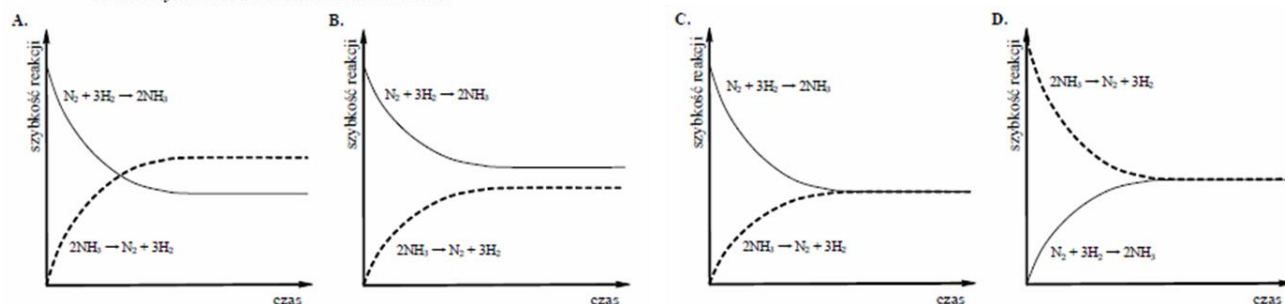 A.
szybkość reakcji
N₂ + 3H₂ → 2NH₃
2NH₃ → N₂ + 3H₂
czas
B.
szybkość reakcji
N₂ + 3H₂ → 2NH₃
2NH₃ → N₂ + 3H₂
czas
C.
szybkość reakcji
N₂ + 3H₂ → 2NH₃
2NH₃ → N₂ + 3H₂
czas
D.
szybkość reakcji
2NH₃ → N₂ + 3H₂
N₂ + 3H₂ → 2NH₃
czas